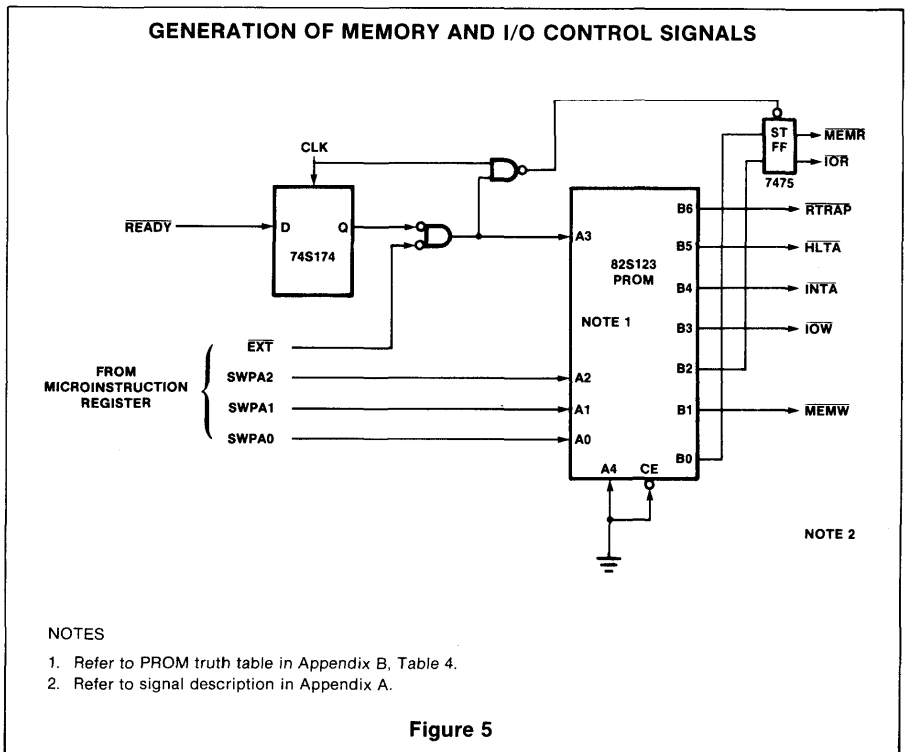 GENERATION OF MEMORY AND I/O CONTROL SIGNALS
CLK
ST
FF
7475
MEMR
IOR
READY
D
Q
74S174
A3
82S123
PROM
NOTE 1
B6
RTRAP
B5
HLTA
B4
INTA
B3
IOW
B2
B1
MEMW
B0
FROM
MICROINSTRUCTION
REGISTER
EXT
SWPA2
SWPA1
SWPA0
A2
A1
A0
A4
CE
NOTE 2
NOTES
1. Refer to PROM truth table in Appendix B, Table 4.
2. Refer to signal description in Appendix A.
Figure 5